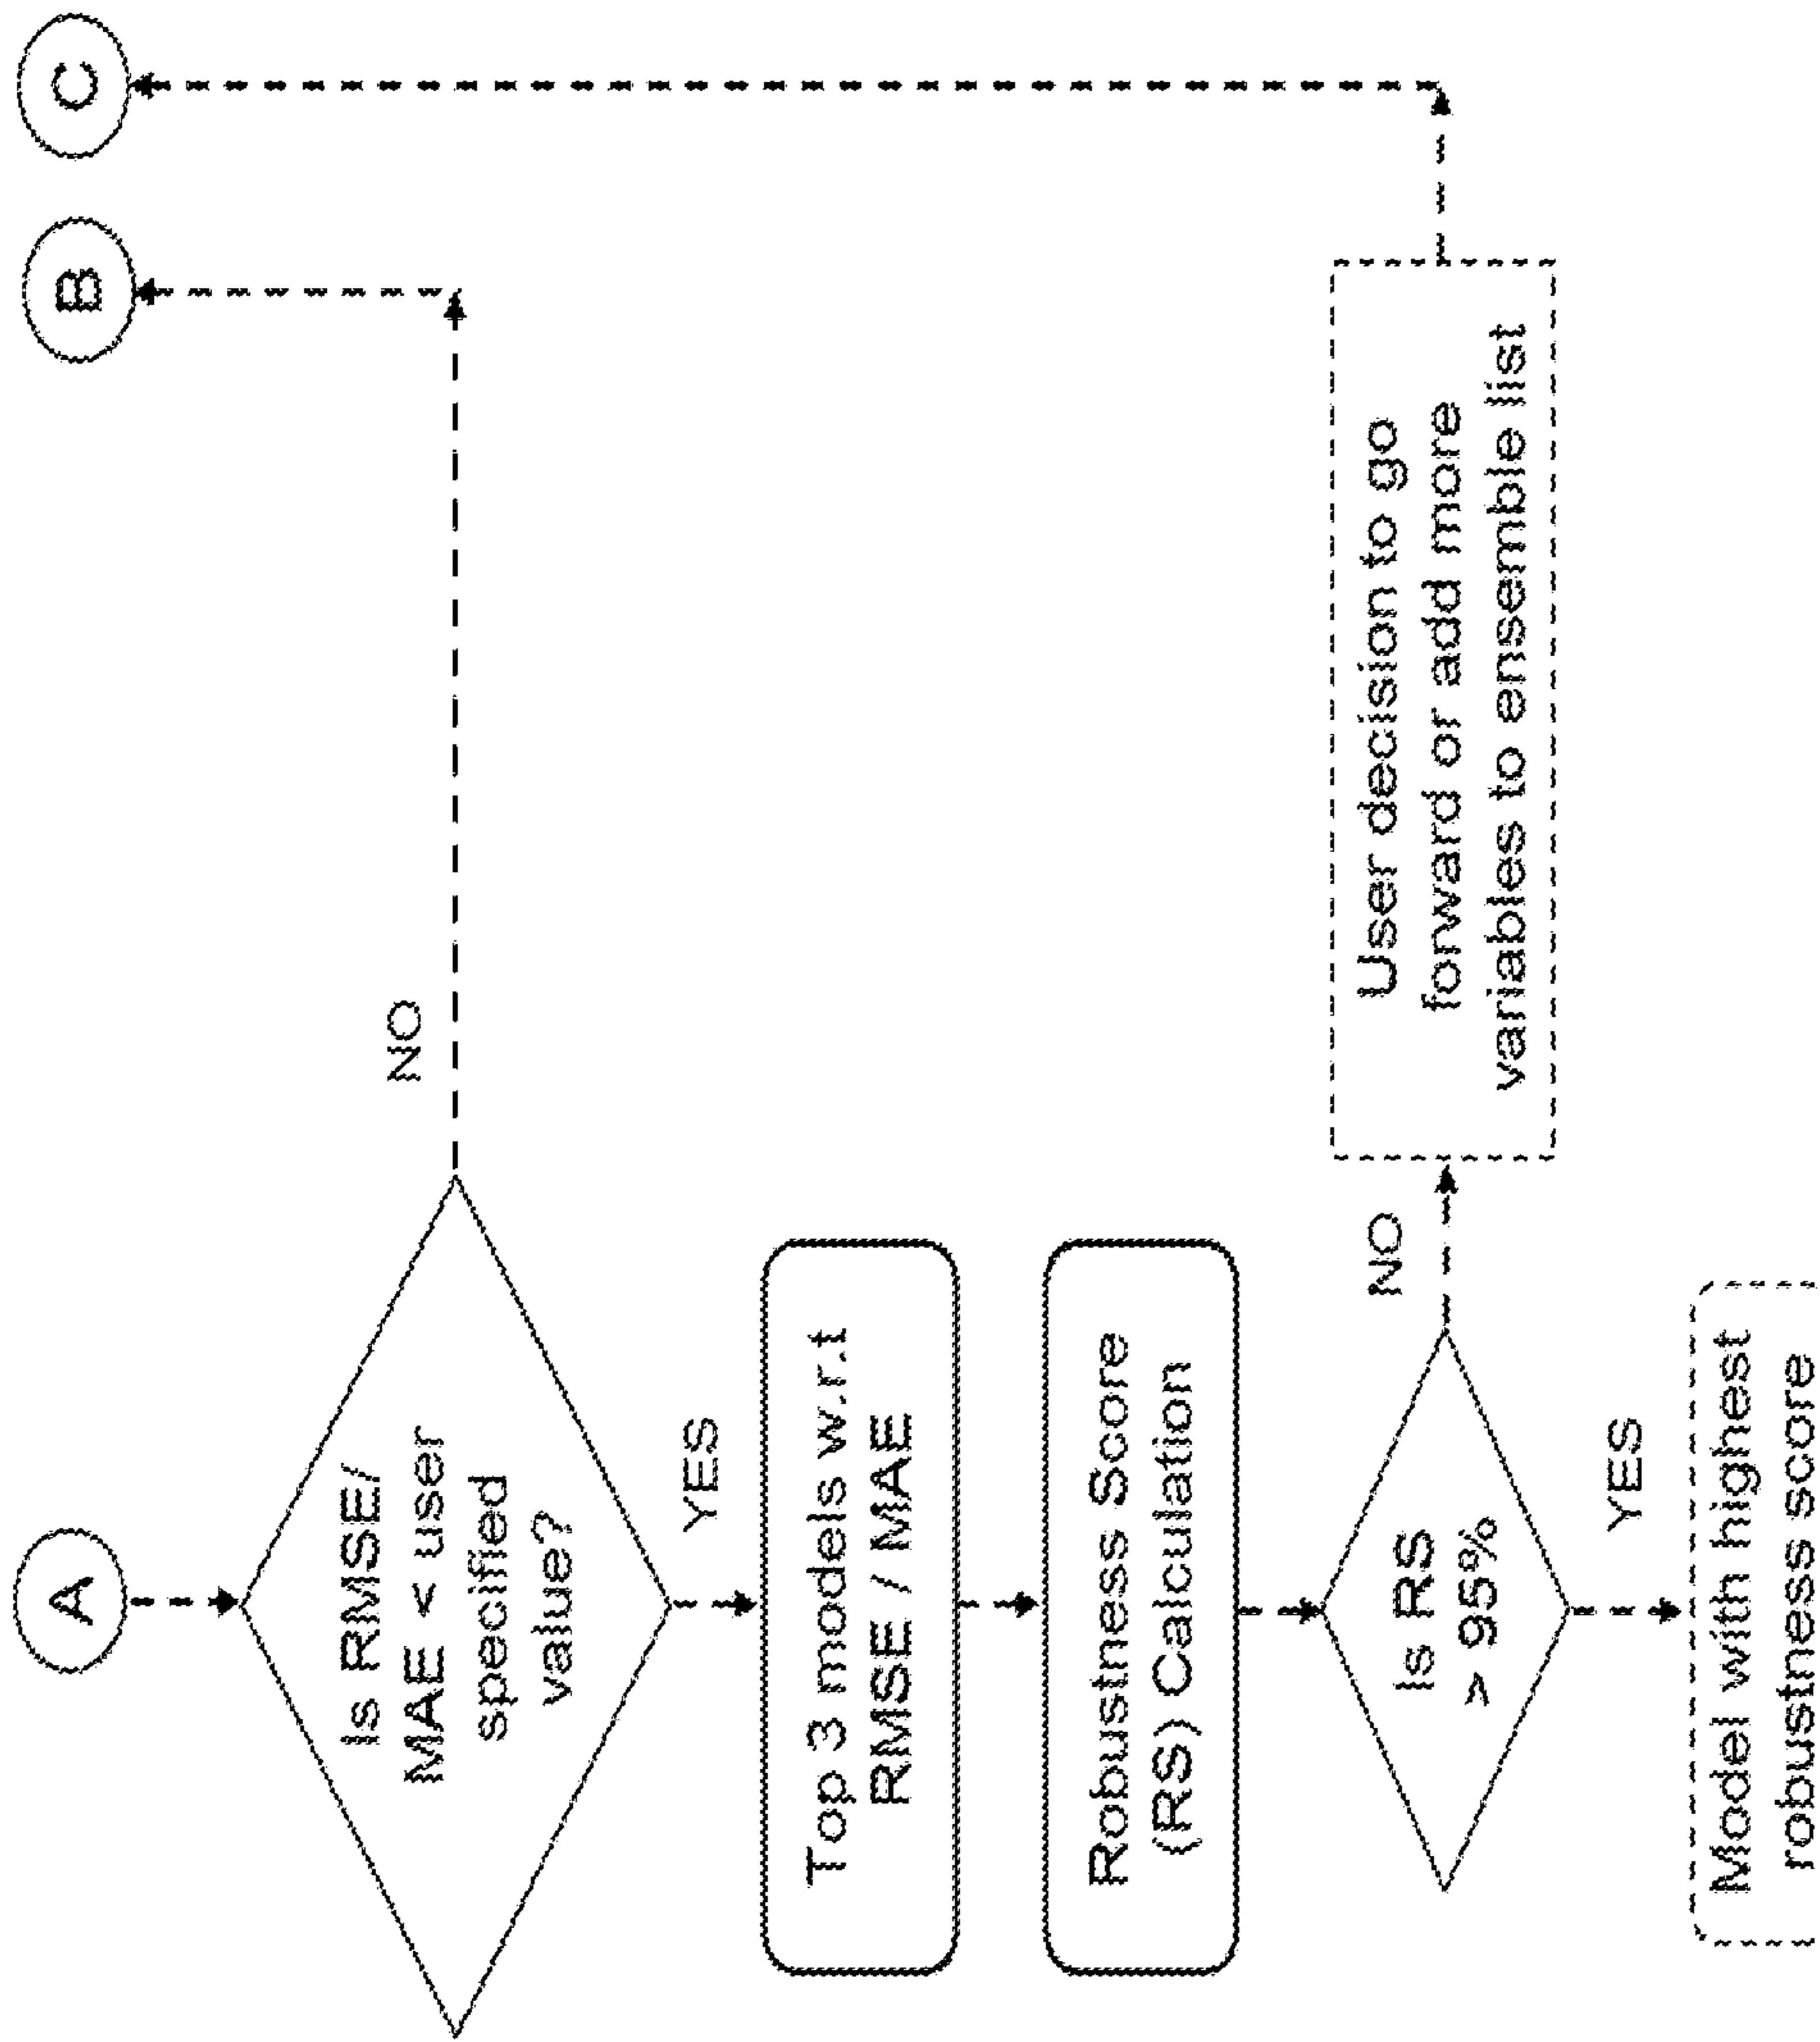 A
B
C
Is RMSE/
MAE < user
specified
value?
NO
YES
Top 3 models w.r.t
RMSE / MAE
Robustness Score
(RS) Calculation
Is RS
> 95%
NO
User decision to go
forward or add more
variables to ensemble list
YES
Model with highest
robustness score